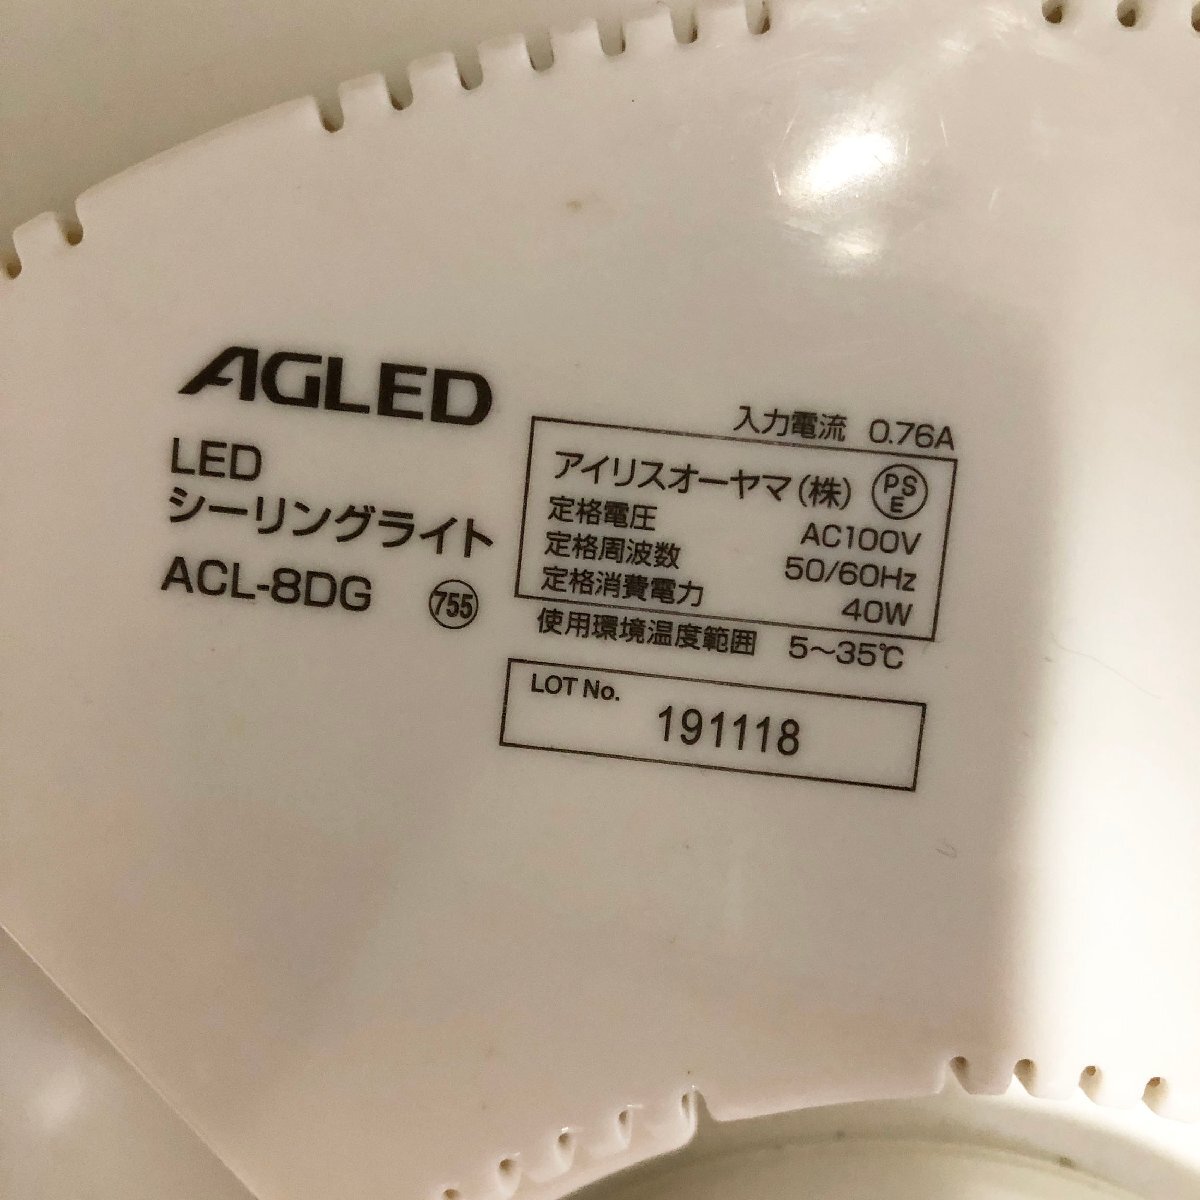 AGLED
LED
シーリングライト
ACL-8DG 755
入力電流 0.76A
アイリスオーヤマ(株) PSE
定格電圧 AC100V
定格周波数 50/60Hz
定格消費電力 40W
使用環境温度範囲 5～35℃
LOT No.
191118